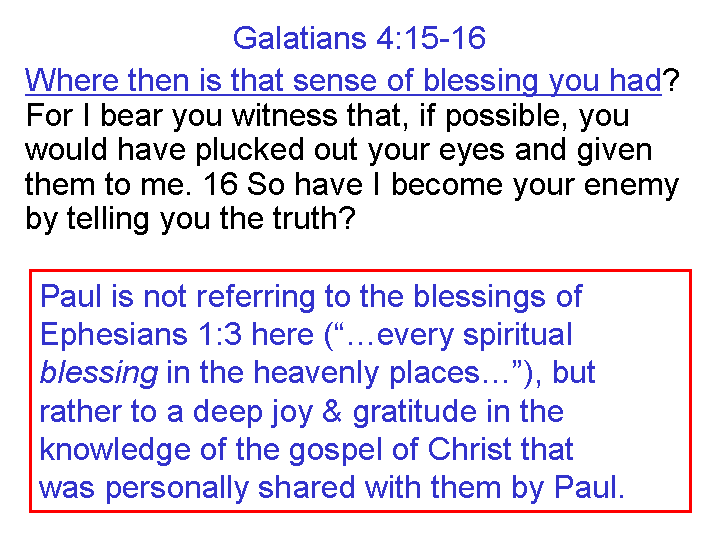 Galatians 4:15-16
Where then is that sense of blessing you had?
For I bear you witness that, if possible, you
would have plucked out your eyes and given
them to me. 16 So have I become your enemy
by telling you the truth?
Paul is not referring to the blessings of
Ephesians 1:3 here (“…every spiritual
blessing in the heavenly places…”), but
rather to a deep joy & gratitude in the
knowledge of the gospel of Christ that
was personally shared with them by Paul.